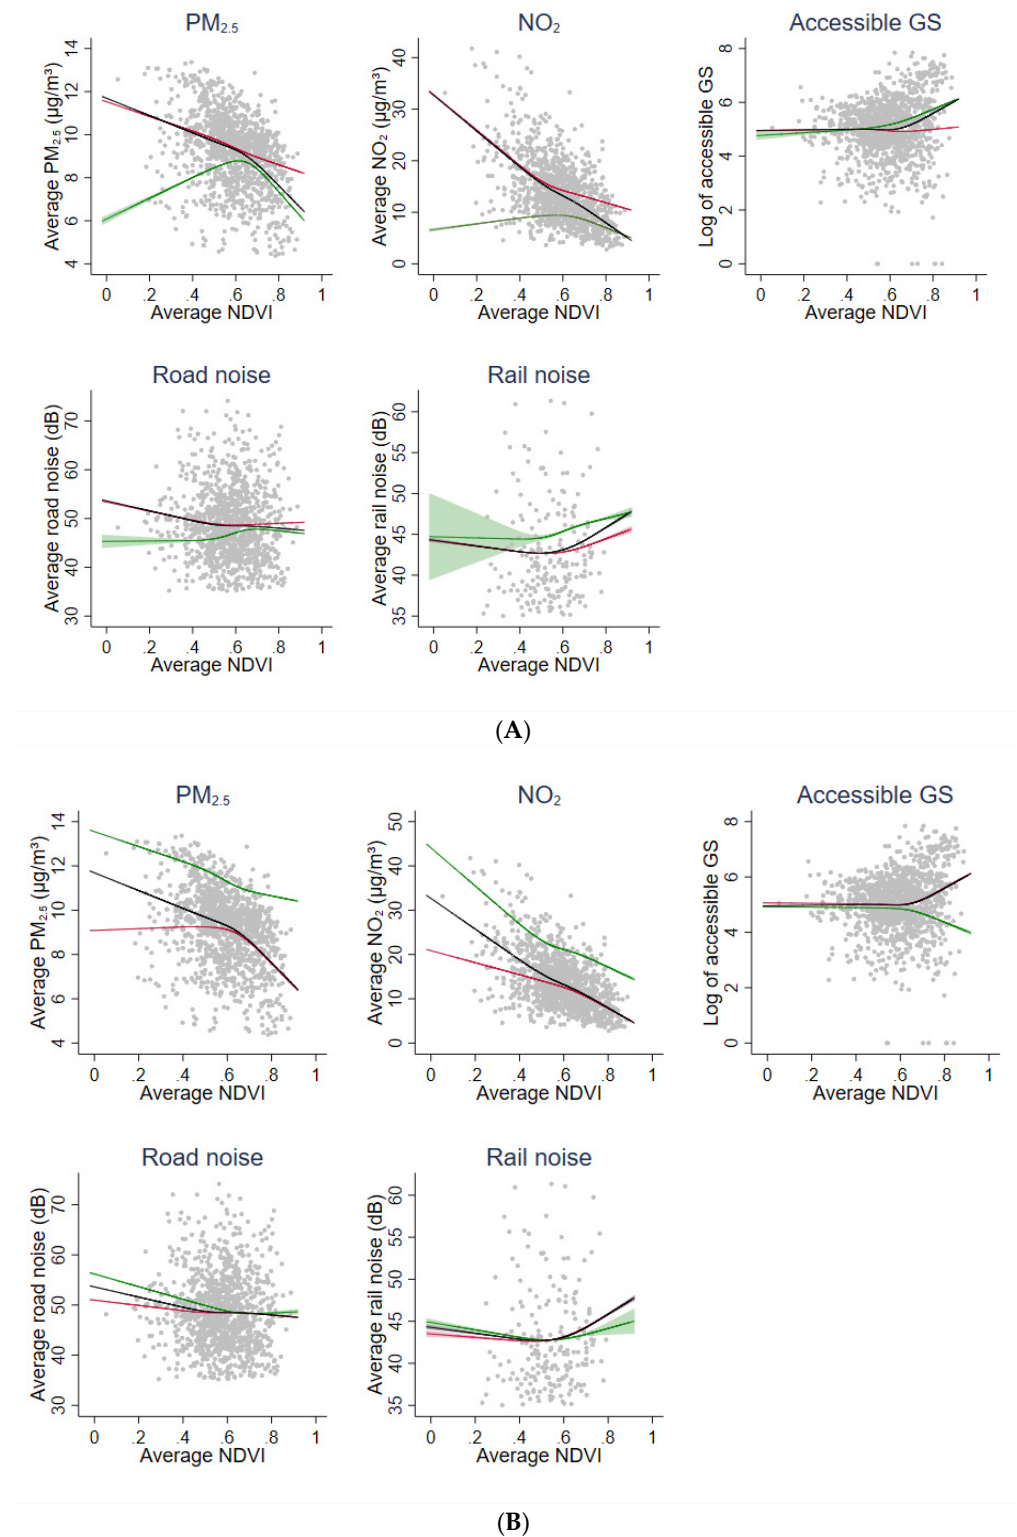 PM2.5
NO2
Accessible GS
Average PM2.5 (µg/m³)
14
12
10
8
6
4
0 .2 .4 .6 .8 1
Average NDVI
Average NO2 (µg/m³)
40
30
20
10
0
0 .2 .4 .6 .8 1
Average NDVI
Log of accessible GS
8
6
4
2
0
0 .2 .4 .6 .8 1
Average NDVI
Road noise
Rail noise
Average road noise (dB)
70
60
50
40
30
0 .2 .4 .6 .8 1
Average NDVI
Average rail noise (dB)
60
55
50
45
40
35
0 .2 .4 .6 .8 1
Average NDVI
(A)
PM2.5
NO2
Accessible GS
Average PM2.5 (µg/m³)
14
12
10
8
6
4
0 .2 .4 .6 .8 1
Average NDVI
Average NO2 (µg/m³)
50
40
30
20
10
0
0 .2 .4 .6 .8 1
Average NDVI
Log of accessible GS
8
6
4
2
0
0 .2 .4 .6 .8 1
Average NDVI
Road noise
Rail noise
Average road noise (dB)
70
60
50
40
30
0 .2 .4 .6 .8 1
Average NDVI
Average rail noise (dB)
60
55
50
45
40
35
0 .2 .4 .6 .8 1
Average NDVI
(B)